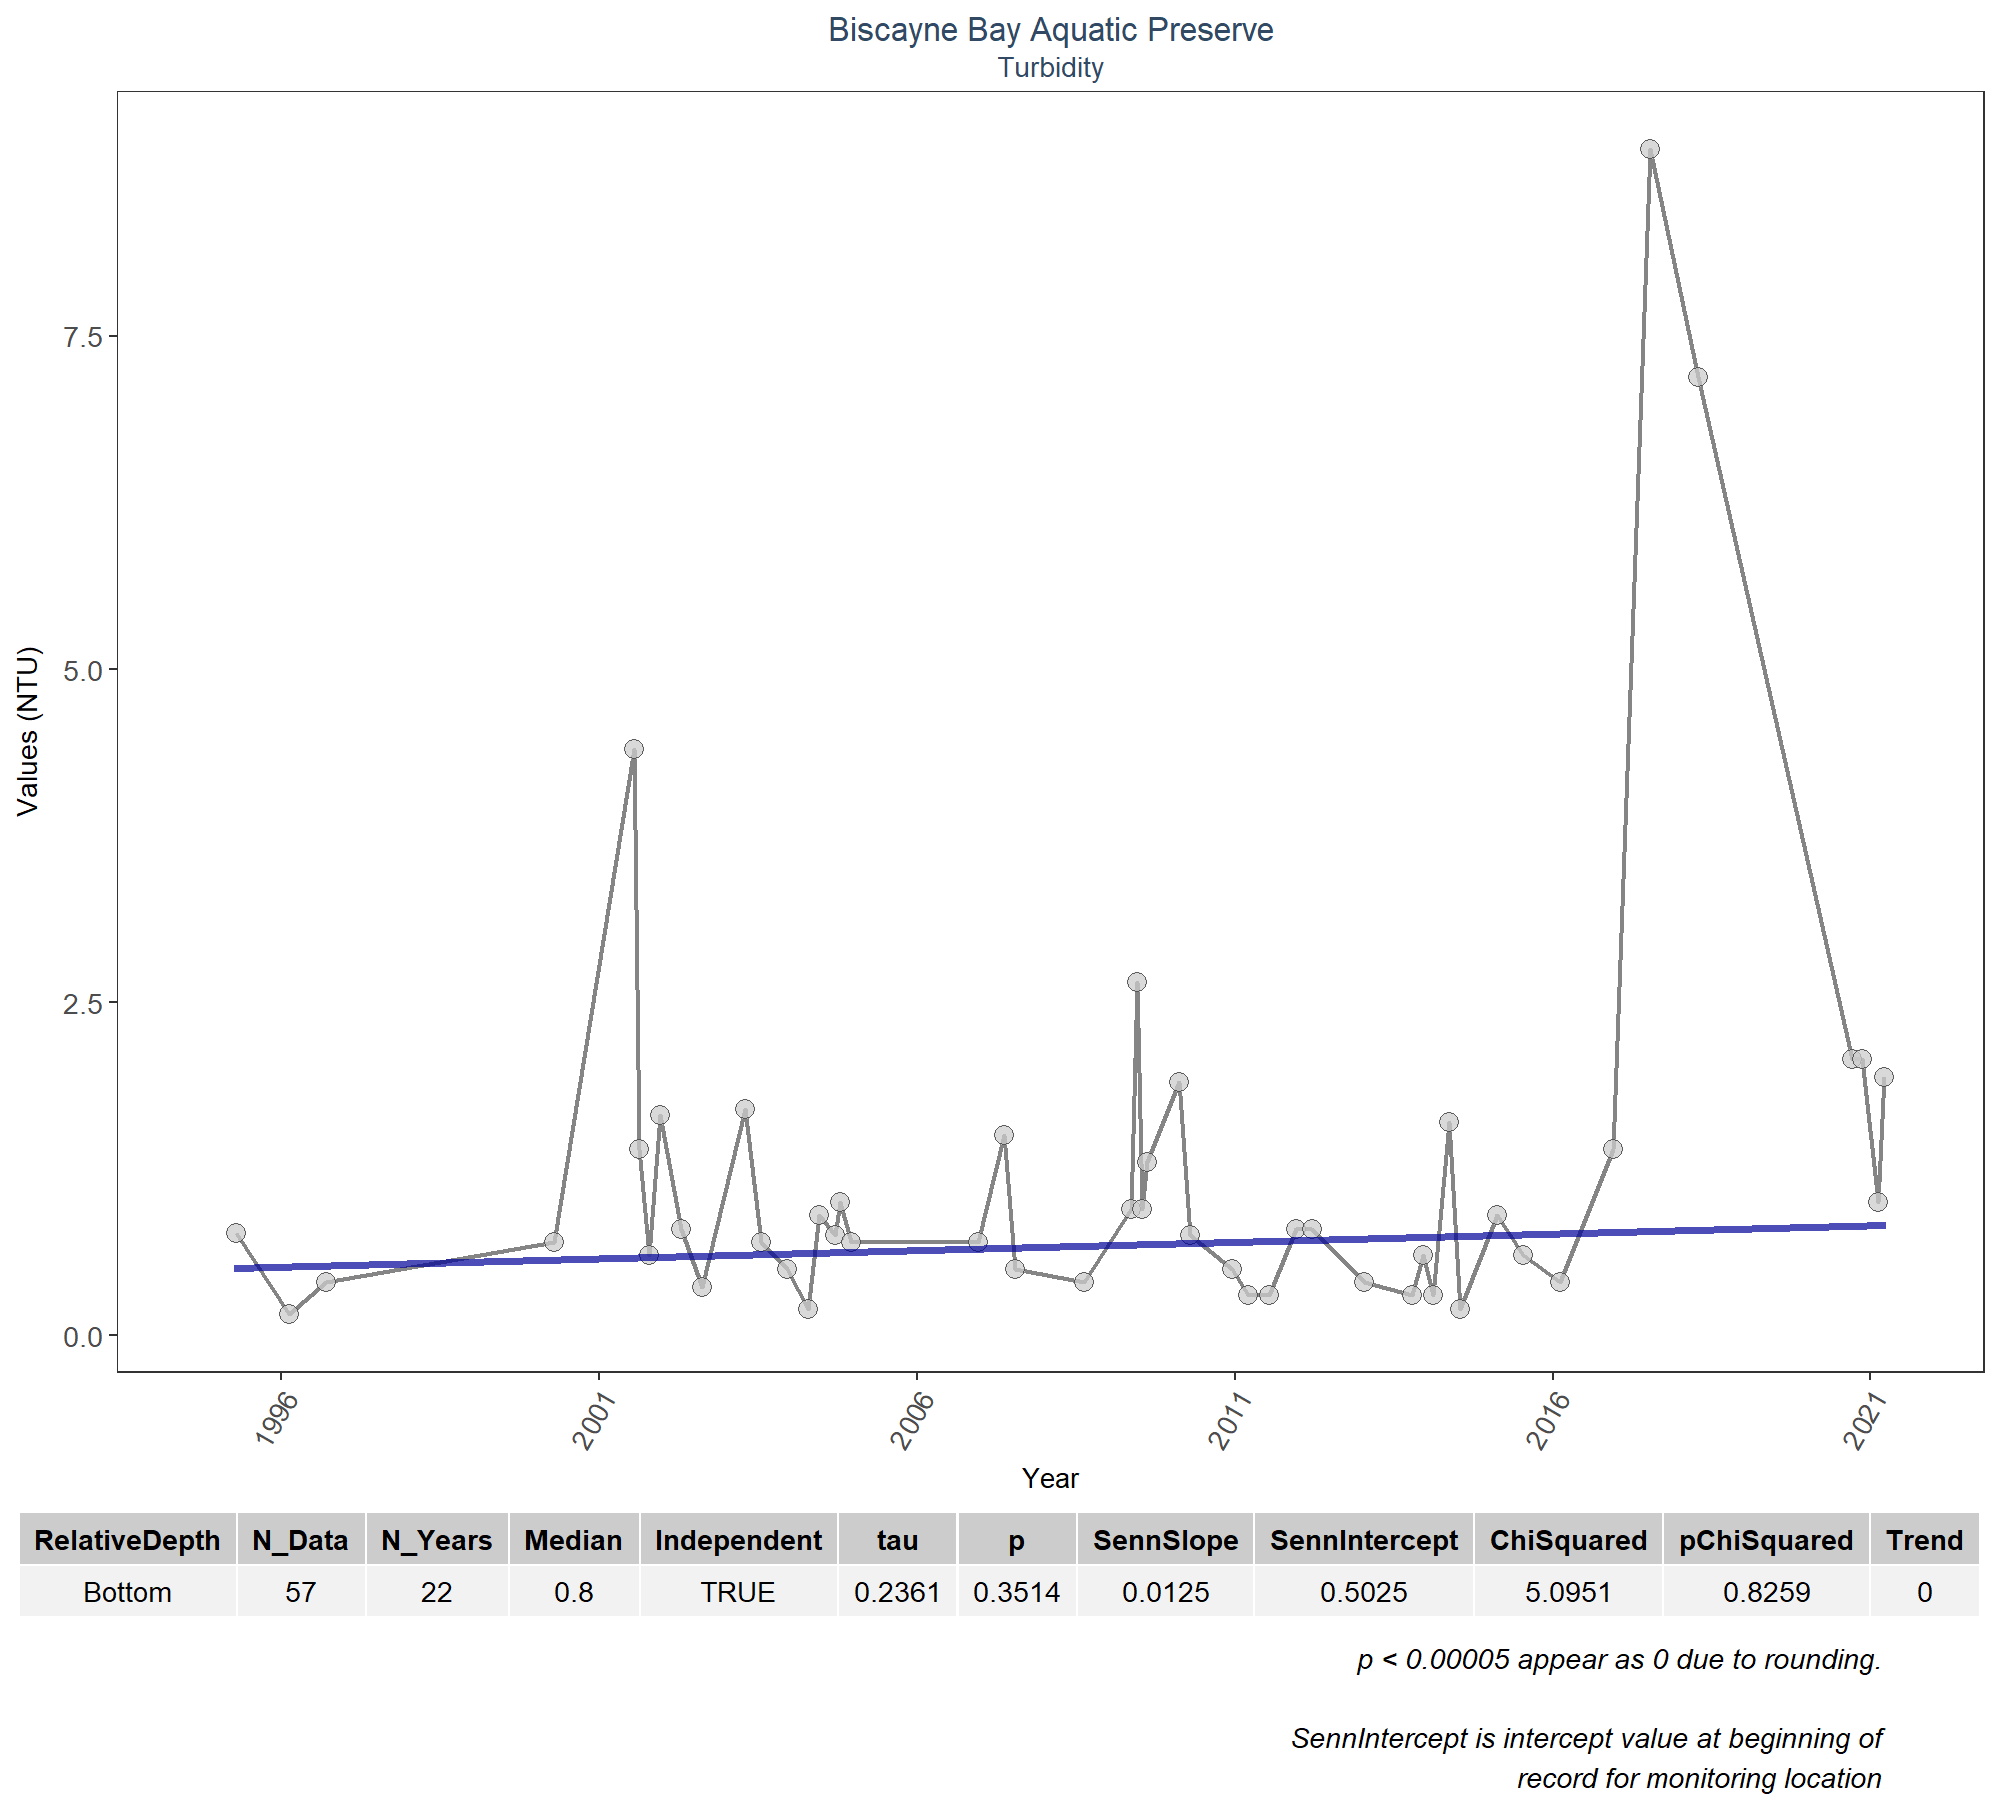 Biscayne Bay Aquatic Preserve
Turbidity
Values (NTU)
7.5
5.0
2.5
0.0
1996 2001 2006 2011 2016 2021
Year
RelativeDepth N_Data N_Years Median Independent tau p SennSlope SennIntercept ChiSquared pChiSquared Trend
Bottom 57 22 0.8 TRUE 0.2361 0.3514 0.0125 0.5025 5.0951 0.8259 0
p < 0.00005 appear as 0 due to rounding.
SennIntercept is intercept value at beginning of
record for monitoring location